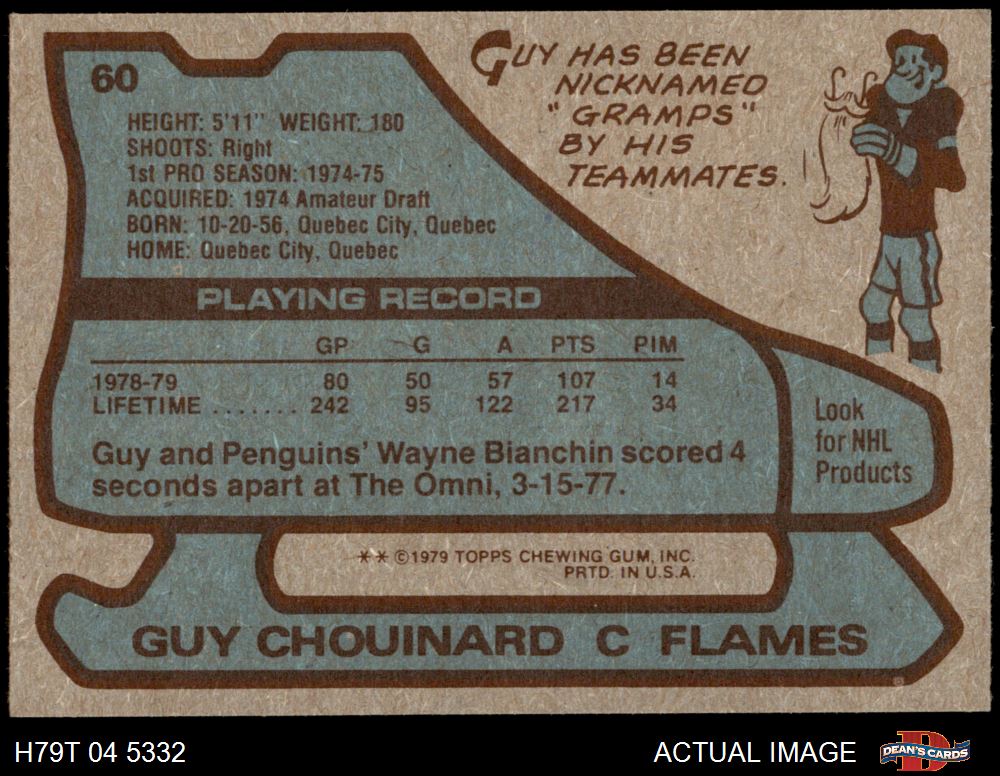 60
HEIGHT: 5'11" WEIGHT: 180
SHOOTS: Right
1st PRO SEASON: 1974-75
ACQUIRED: 1974 Amateur Draft
BORN: 10-20-56, Quebec City, Quebec
HOME: Quebec City, Quebec
GUY HAS BEEN
NICKNAMED
"GRAMPS"
BY HIS
TEAMMATES.
PLAYING RECORD
GP G A PTS PIM
1978-79 80 50 57 107 14
LIFETIME ....... 242 95 122 217 34
Guy and Penguins' Wayne Bianchin scored 4
seconds apart at The Omni, 3-15-77.
Look
for NHL
Products
** ©1979 TOPPS CHEWING GUM, INC.
PRTD. IN U.S.A.
GUY CHOUINARD C FLAMES
H79T 04 5332
ACTUAL IMAGE
D
DEAN'S CARDS